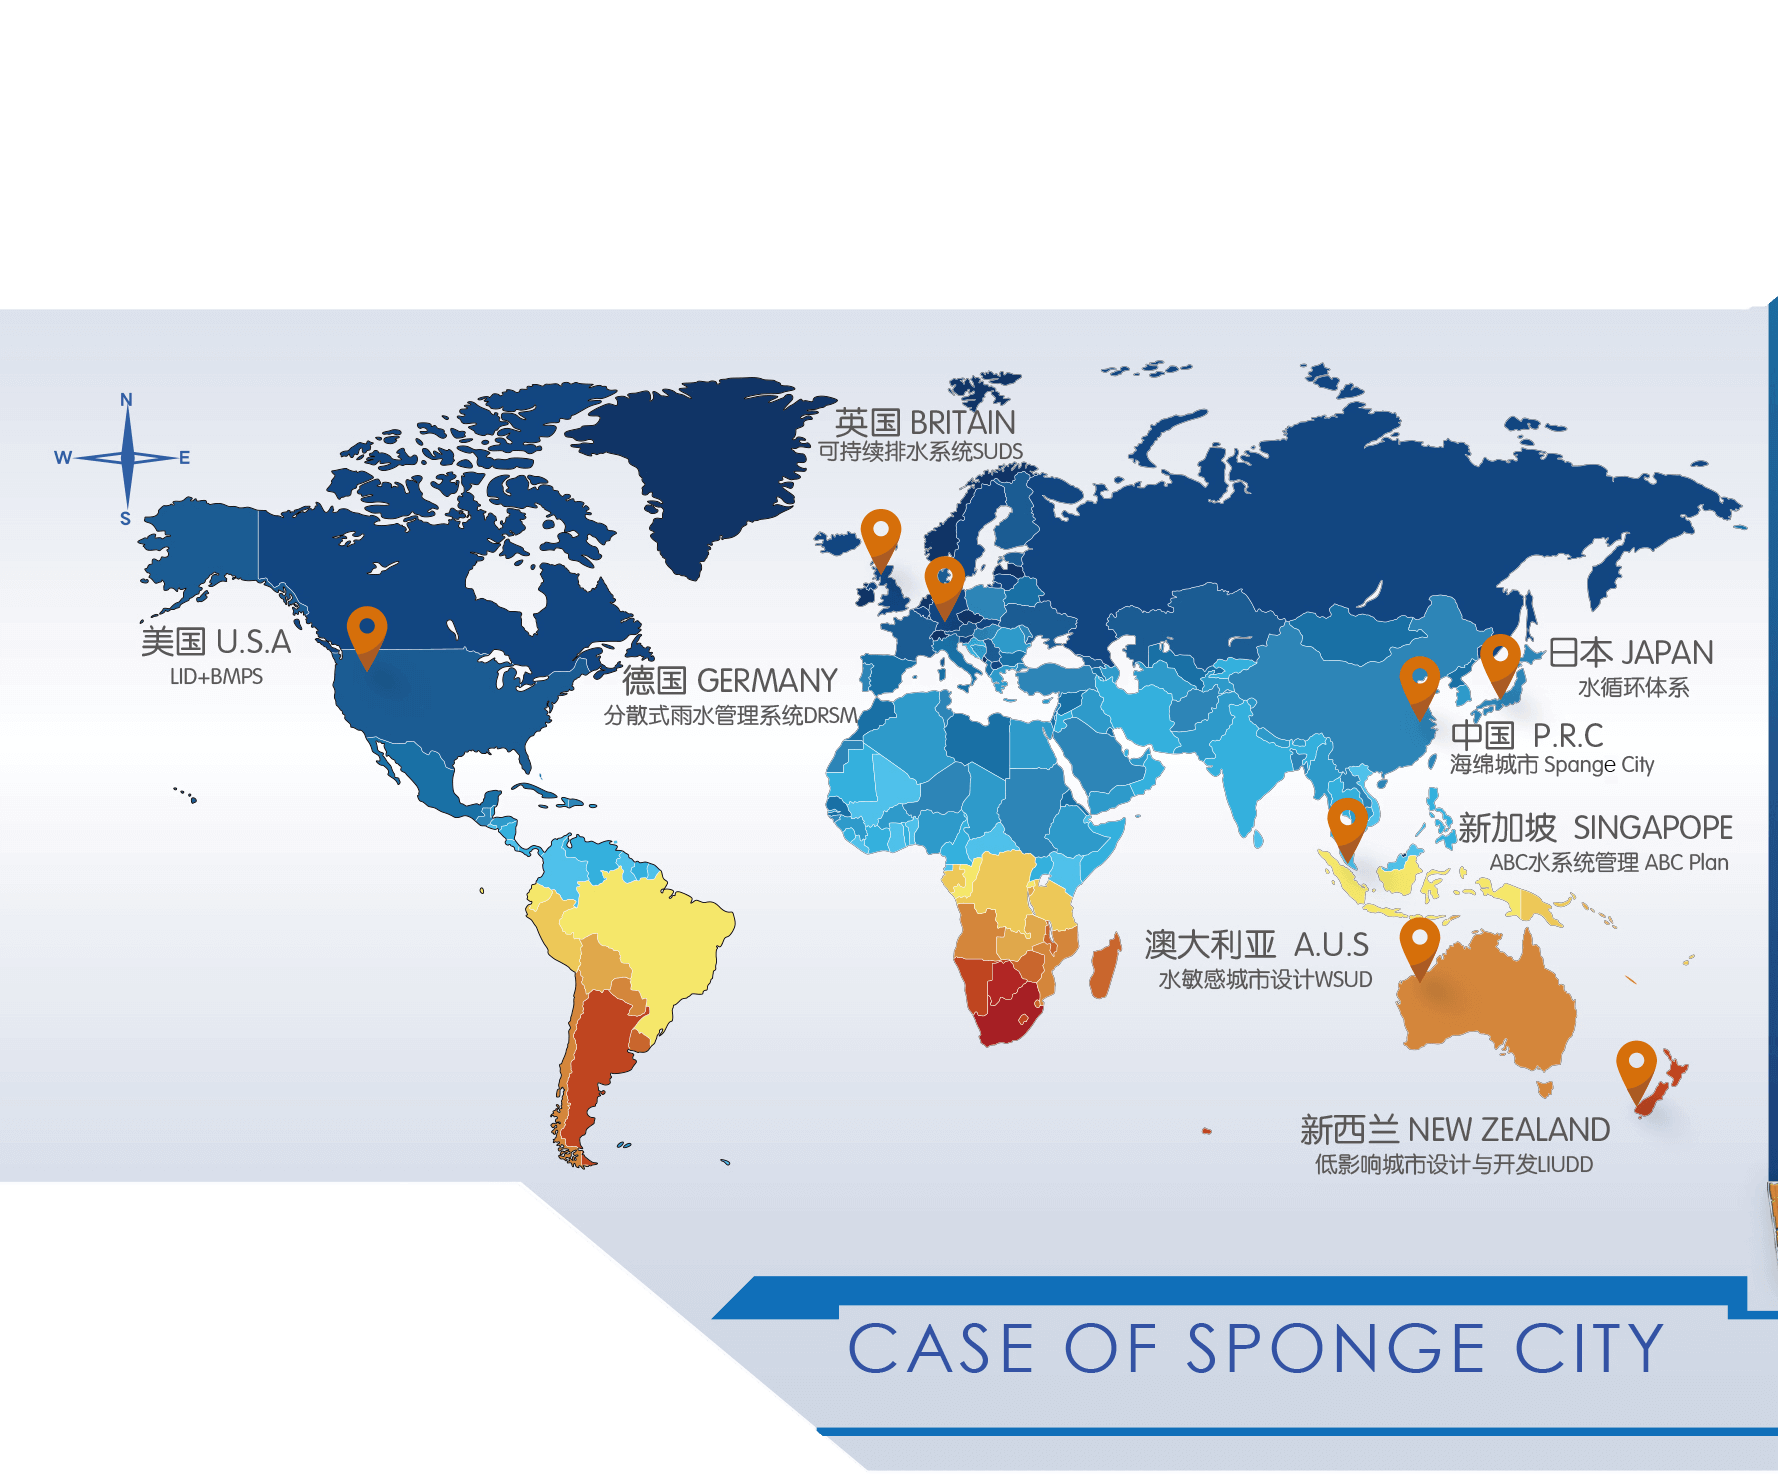 N
W E
S
英国 BRITAIN
可持续排水系统SUDS
美国 U.S.A
LID+BMPS
德国 GERMANY
分散式雨水管理系统DRSM
日本 JAPAN
水循环体系
中国 P.R.C
海绵城市 Spange City
新加坡 SINGAPOPE
ABC水系统管理 ABC Plan
澳大利亚 A.U.S
水敏感城市设计WSUD
新西兰 NEW ZEALAND
低影响城市设计与开发LIUDD
CASE OF SPONGE CITY